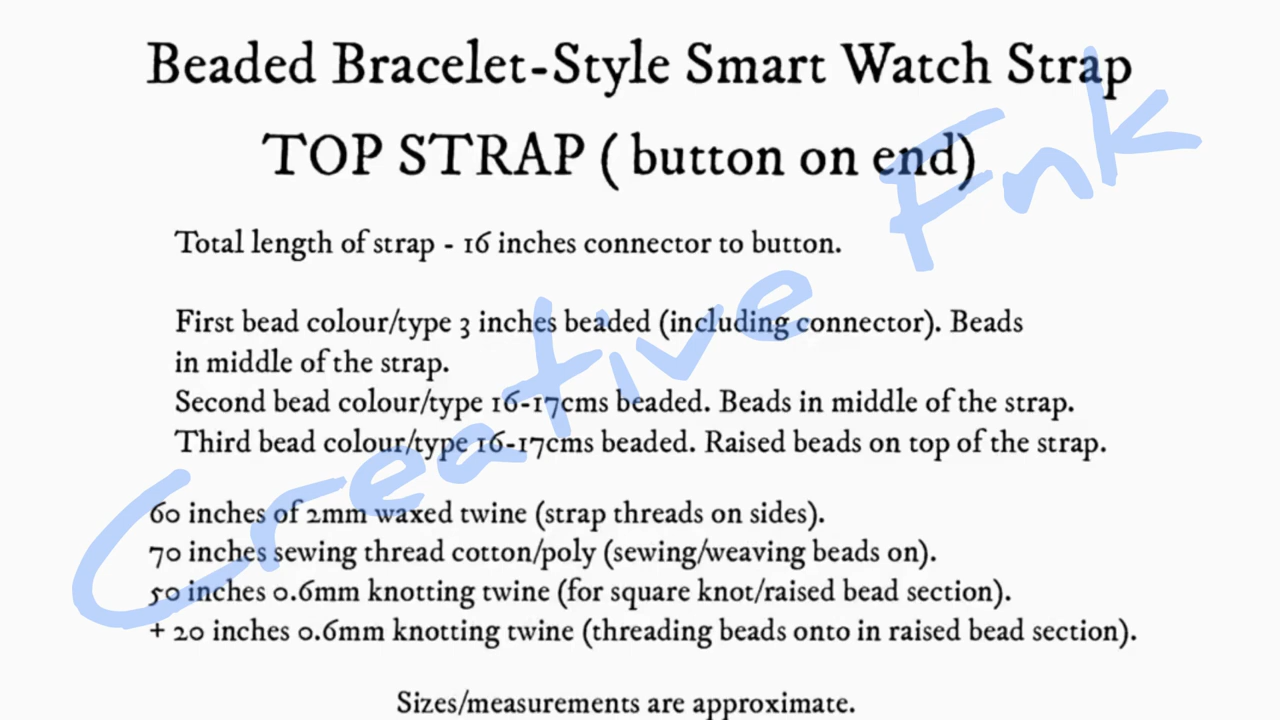 Beaded Bracelet-Style Smart Watch Strap
TOP STRAP ( button on end)
Total length of strap - 16 inches connector to button.
First bead colour/type 3 inches beaded (including connector). Beads
in middle of the strap.
Second bead colour/type 16-17cms beaded. Beads in middle of the strap.
Third bead colour/type 16-17cms beaded. Raised beads on top of the strap.
60 inches of 2mm waxed twine (strap threads on sides).
70 inches sewing thread cotton/poly (sewing/weaving beads on).
50 inches 0.6mm knotting twine (for square knot/raised bead section).
+ 20 inches 0.6mm knotting twine (threading beads onto in raised bead section).
Sizes/measurements are approximate.
Creative Fnk